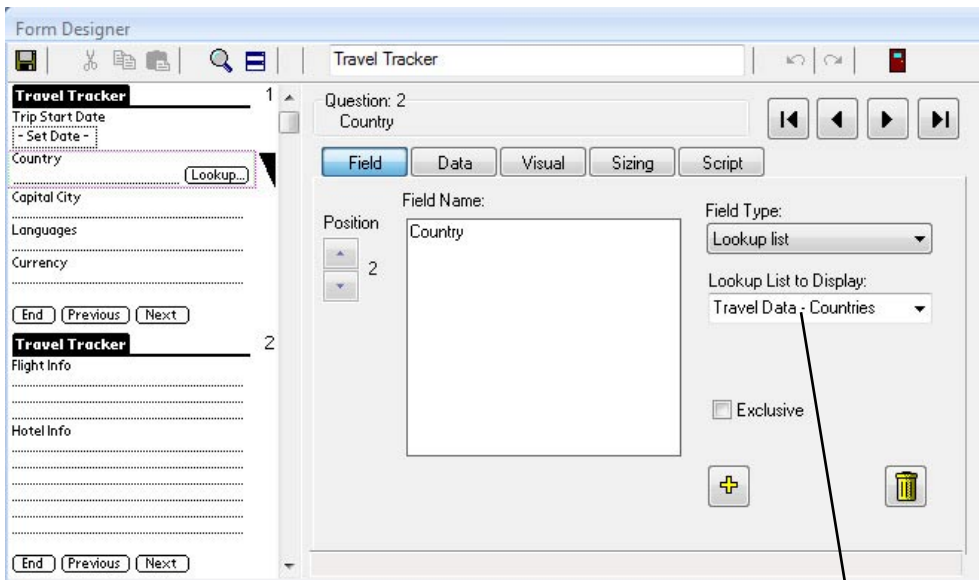 Form Designer
Travel Tracker
Travel Tracker 1
Trip Start Date
- Set Date -
Country
Lookup...
Capital City
Languages
Currency
End Previous Next
Travel Tracker 2
Flight Info
Hotel Info
End Previous Next
Question: 2
Country
Field Data Visual Sizing Script
Position
2
Field Name:
Country
Field Type:
Lookup list
Lookup List to Display:
Travel Data - Countries
Exclusive